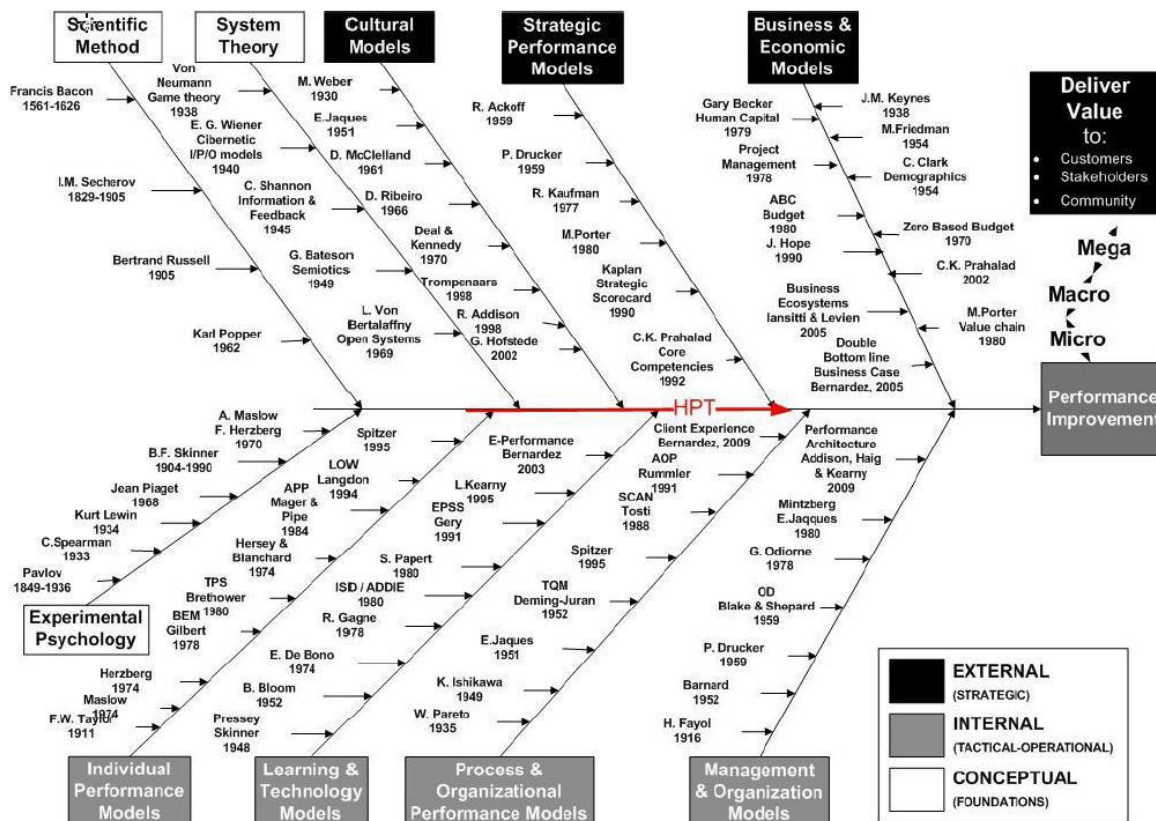 Scientific
Method
System
Theory
Cultural
Models
Strategic
Performance
Models
Business &
Economic
Models
Deliver
Value
to:
• Customers
• Stakeholders
• Community
Mega
Macro
Micro
Performance
Improvement
Francis Bacon
1561-1626
I.M. Secherov
1829-1905
Bertrand Russell
1905
Karl Popper
1962
Von
Neumann
Game theory
1938
E. G. Wiener
Cibernetic
I/P/O models
1940
C. Shannon
Information &
Feedback
1945
G. Bateson
Semiotics
1949
L. Von
Bertalaffny
Open Systems
1969
M. Weber
1930
E.Jaques
1951
D. McClelland
1961
D. Ribeiro
1966
Deal &
Kennedy
1970
Trompenaars
1998
R. Addison
1998
G. Hofstede
2002
R. Ackoff
1959
P. Drucker
1959
R. Kaufman
1977
M.Porter
1980
Kaplan
Strategic
Scorecard
1990
C.K. Prahalad
Core
Competencies
1992
Gary Becker
Human Capital
1979
Project
Management
1978
ABC
Budget
1980
J. Hope
1990
Business
Ecosystems
Iansitti & Levien
2005
Double
Bottom line
Business Case
Bernardez, 2005
J.M. Keynes
1938
M.Friedman
1954
C. Clark
Demographics
1954
Zero Based Budget
1970
C.K. Prahalad
2002
M.Porter
Value chain
1980
HPT
A. Maslow
F. Herzberg
1970
B.F. Skinner
1904-1990
Jean Piaget
1968
Kurt Lewin
1934
C.Spearman
1933
Pavlov
1849-1936
Experimental
Psychology
Spitzer
1995
LOW
Langdon
1994
APP
Mager &
Pipe
1984
Hersey &
Blanchard
1974
TPS
Brethower
1980
BEM
Gilbert
1978
Herzberg
1974
Maslow
1974
F.W. Taylor
1911
E-Performance
Bernardez
2003
L.Kearny
1995
EPSS
Gery
1991
S. Papert
1980
ISD / ADDIE
1980
R. Gagne
1978
E. De Bono
1974
B. Bloom
1952
Pressey
Skinner
1948
Client Experience
Bernardez, 2009
AOP
Rummler
1991
SCAN
Tosti
1988
Spitzer
1995
TQM
Deming-Juran
1952
E.Jaques
1951
K. Ishikawa
1949
W. Pareto
1935
Performance
Architecture
Addison, Haig
& Kearny
2009
Mintzberg
E.Jaqques
1980
G. Odiorne
1978
OD
Blake & Shepard
1959
P. Drucker
1959
Barnard
1952
H. Fayol
1916
Individual
Performance
Models
Learning &
Technology
Models
Process &
Organizational
Performance Models
Management
& Organization
Models
EXTERNAL
(STRATEGIC)
INTERNAL
(TACTICAL-OPERATIONAL)
CONCEPTUAL
(FOUNDATIONS)